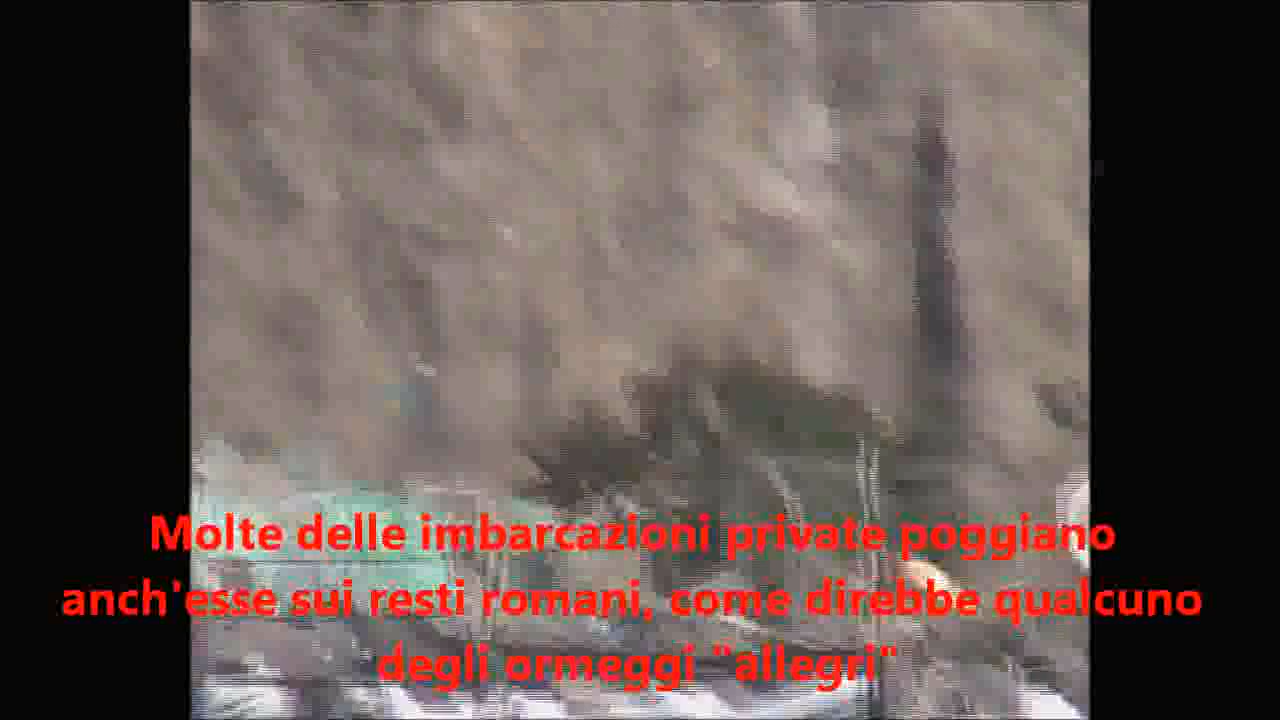 Molte delle imbarcazioni private poggiano
anch'esse sui resti romani, come direbbe qualcuno
degli ormeggi "allegri"